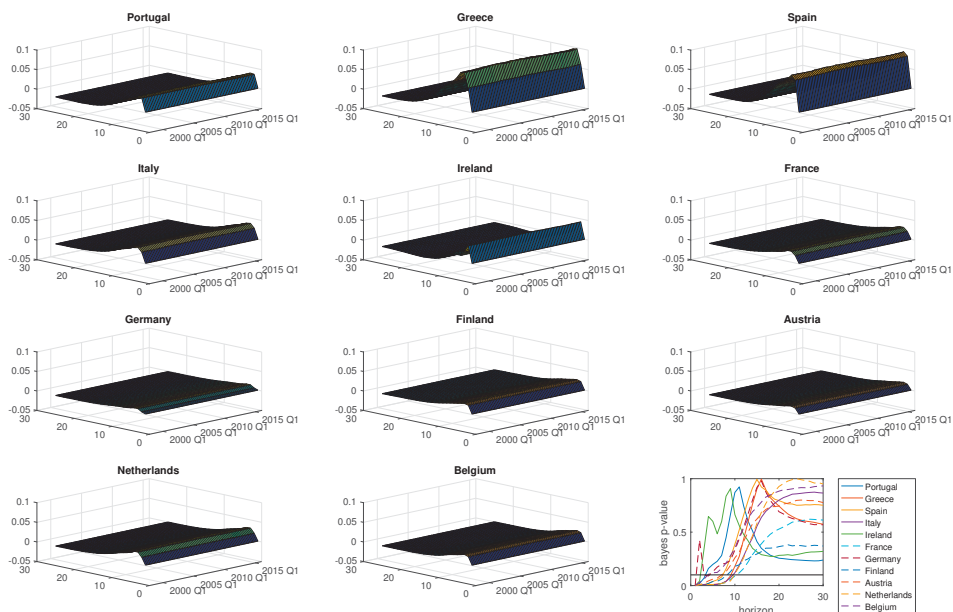 Portugal
Greece
Spain
0.1
0.05
0
-0.05
30
20
10
0
2000 Q1
2005 Q1
2010 Q1
2015 Q1
0.1
0.05
0
-0.05
30
20
10
0
2000 Q1
2005 Q1
2010 Q1
2015 Q1
0.1
0.05
0
-0.05
30
20
10
0
2000 Q1
2005 Q1
2010 Q1
2015 Q1
Italy
Ireland
France
0.1
0.05
0
-0.05
30
20
10
0
2000 Q1
2005 Q1
2010 Q1
2015 Q1
0.1
0.05
0
-0.05
30
20
10
0
2000 Q1
2005 Q1
2010 Q1
2015 Q1
0.1
0.05
0
-0.05
30
20
10
0
2000 Q1
2005 Q1
2010 Q1
2015 Q1
Germany
Finland
Austria
0.1
0.05
0
-0.05
30
20
10
0
2000 Q1
2005 Q1
2010 Q1
2015 Q1
0.1
0.05
0
-0.05
30
20
10
0
2000 Q1
2005 Q1
2010 Q1
2015 Q1
0.1
0.05
0
-0.05
30
20
10
0
2000 Q1
2005 Q1
2010 Q1
2015 Q1
Netherlands
Belgium
0.1
0.05
0
-0.05
30
20
10
0
2000 Q1
2005 Q1
2010 Q1
2015 Q1
0.1
0.05
0
-0.05
30
20
10
0
2000 Q1
2005 Q1
2010 Q1
2015 Q1
bayes p-value
1
0.5
0
0
10
20
30
horizon
Portugal
Greece
Spain
Italy
Ireland
France
Germany
Finland
Austria
Netherlands
Belgium